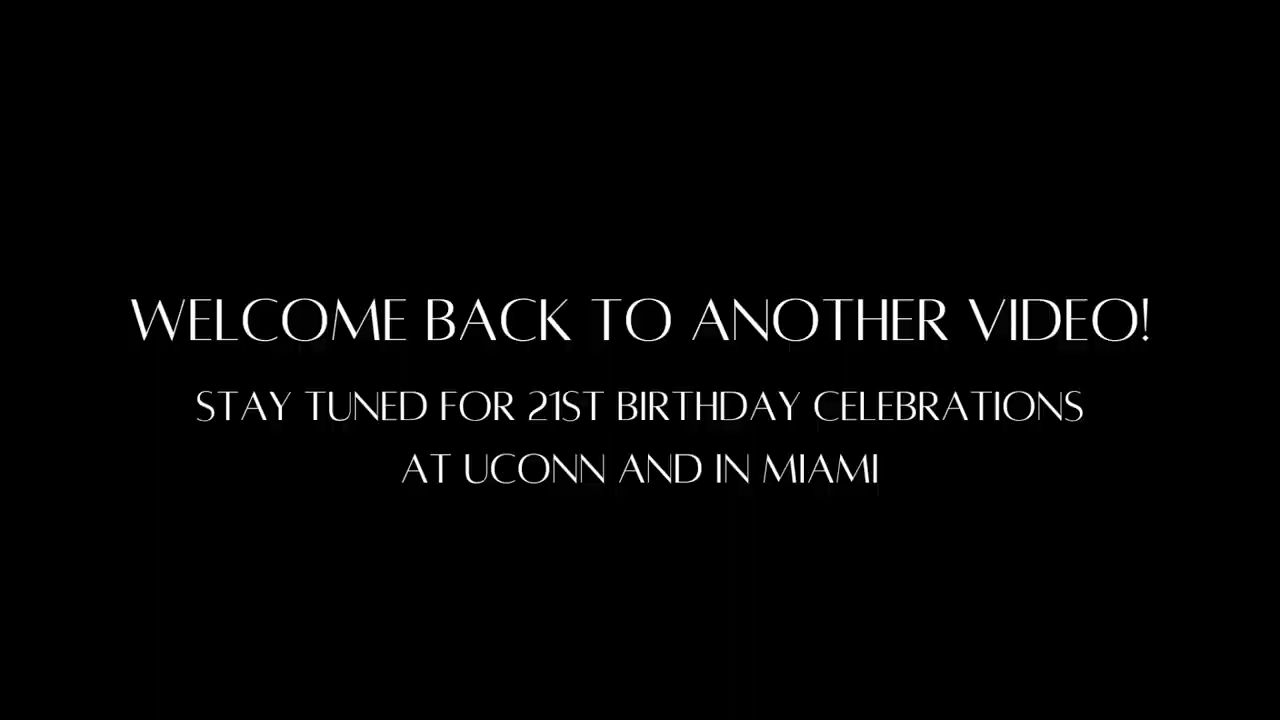 WELCOME BACK TO ANOTHER VIDEO!
STAY TUNED FOR 21ST BIRTHDAY CELEBRATIONS
AT UCONN AND IN MIAMI